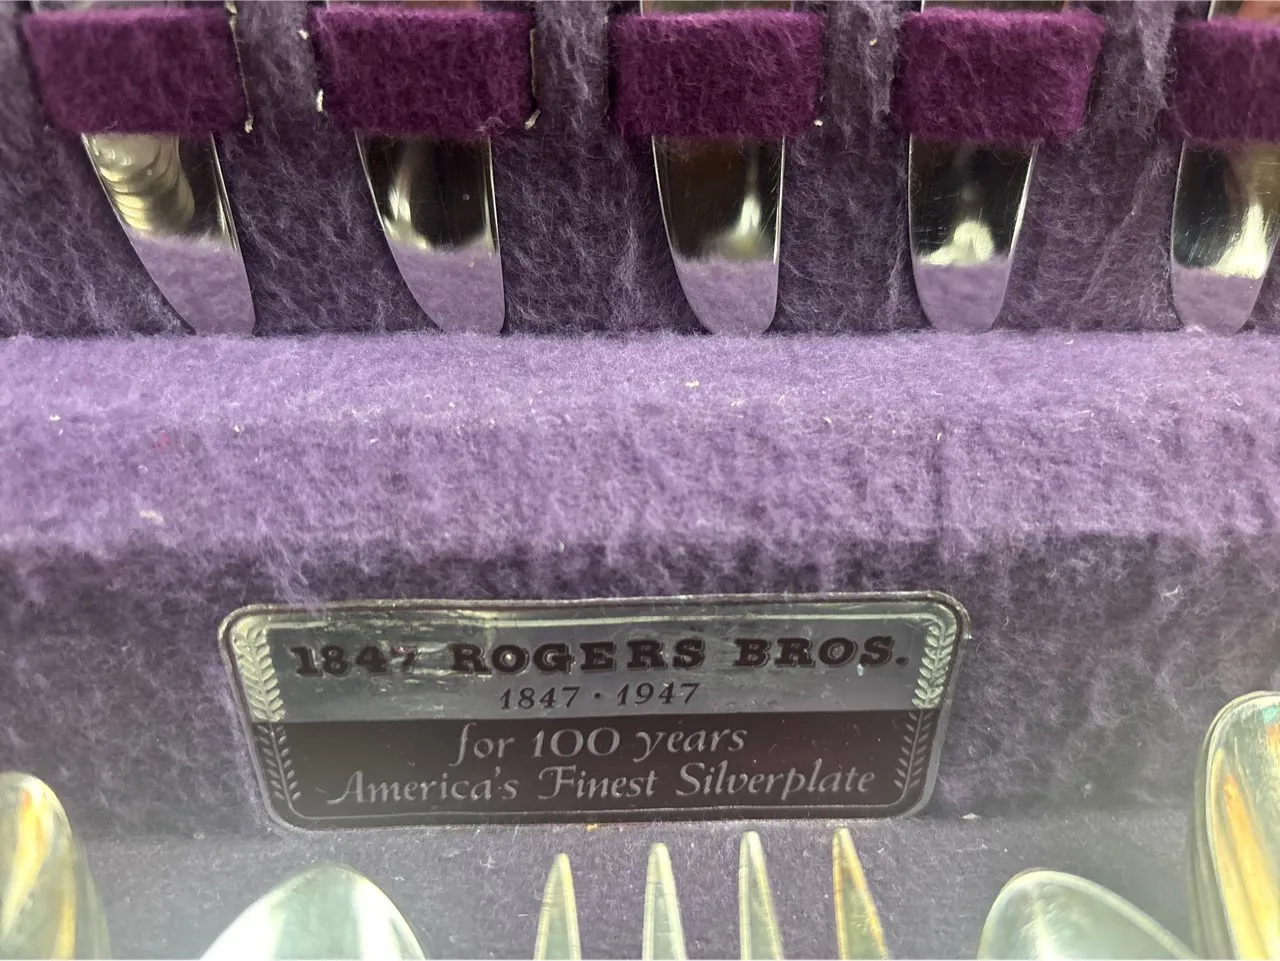 1847 ROGERS BROS.
1847 · 1947
for 100 years
America's Finest Silverplate